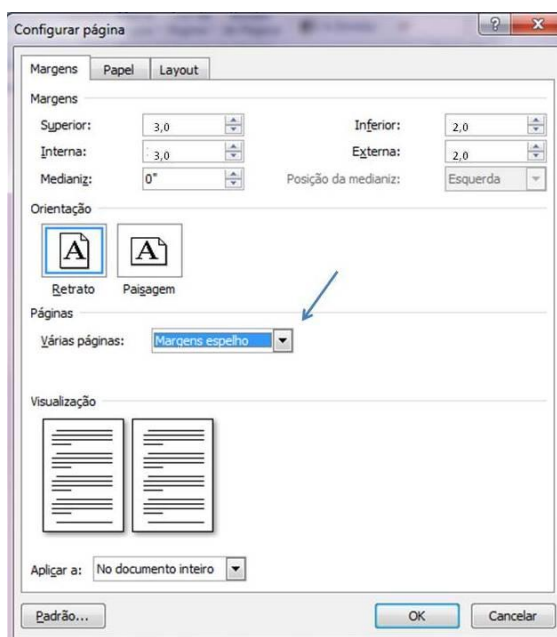 Configurar página
Margens Papel Layout
Margens
Superior: 3,0 Inferior: 2,0
Interna: 3,0 Externa: 2,0
Medianiz: 0" Posição da medianiz: Esquerda
Orientação
A A
Retrato Paisagem
Páginas
Várias páginas: Margens espelho
Visualização
Aplicar a: No documento inteiro
Padrão... OK Cancelar